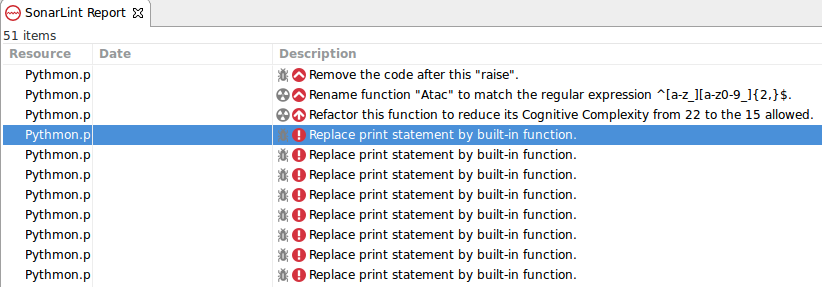 SonarLint Report
51 items
Resource Date Description
Pythmon.p Remove the code after this "raise".
Pythmon.p Rename function "Atac" to match the regular expression ^[a-z_][a-z0-9_]{2,}$.
Pythmon.p Refactor this function to reduce its Cognitive Complexity from 22 to the 15 allowed.
Pythmon.p Replace print statement by built-in function.
Pythmon.p Replace print statement by built-in function.
Pythmon.p Replace print statement by built-in function.
Pythmon.p Replace print statement by built-in function.
Pythmon.p Replace print statement by built-in function.
Pythmon.p Replace print statement by built-in function.
Pythmon.p Replace print statement by built-in function.
Pythmon.p Replace print statement by built-in function.